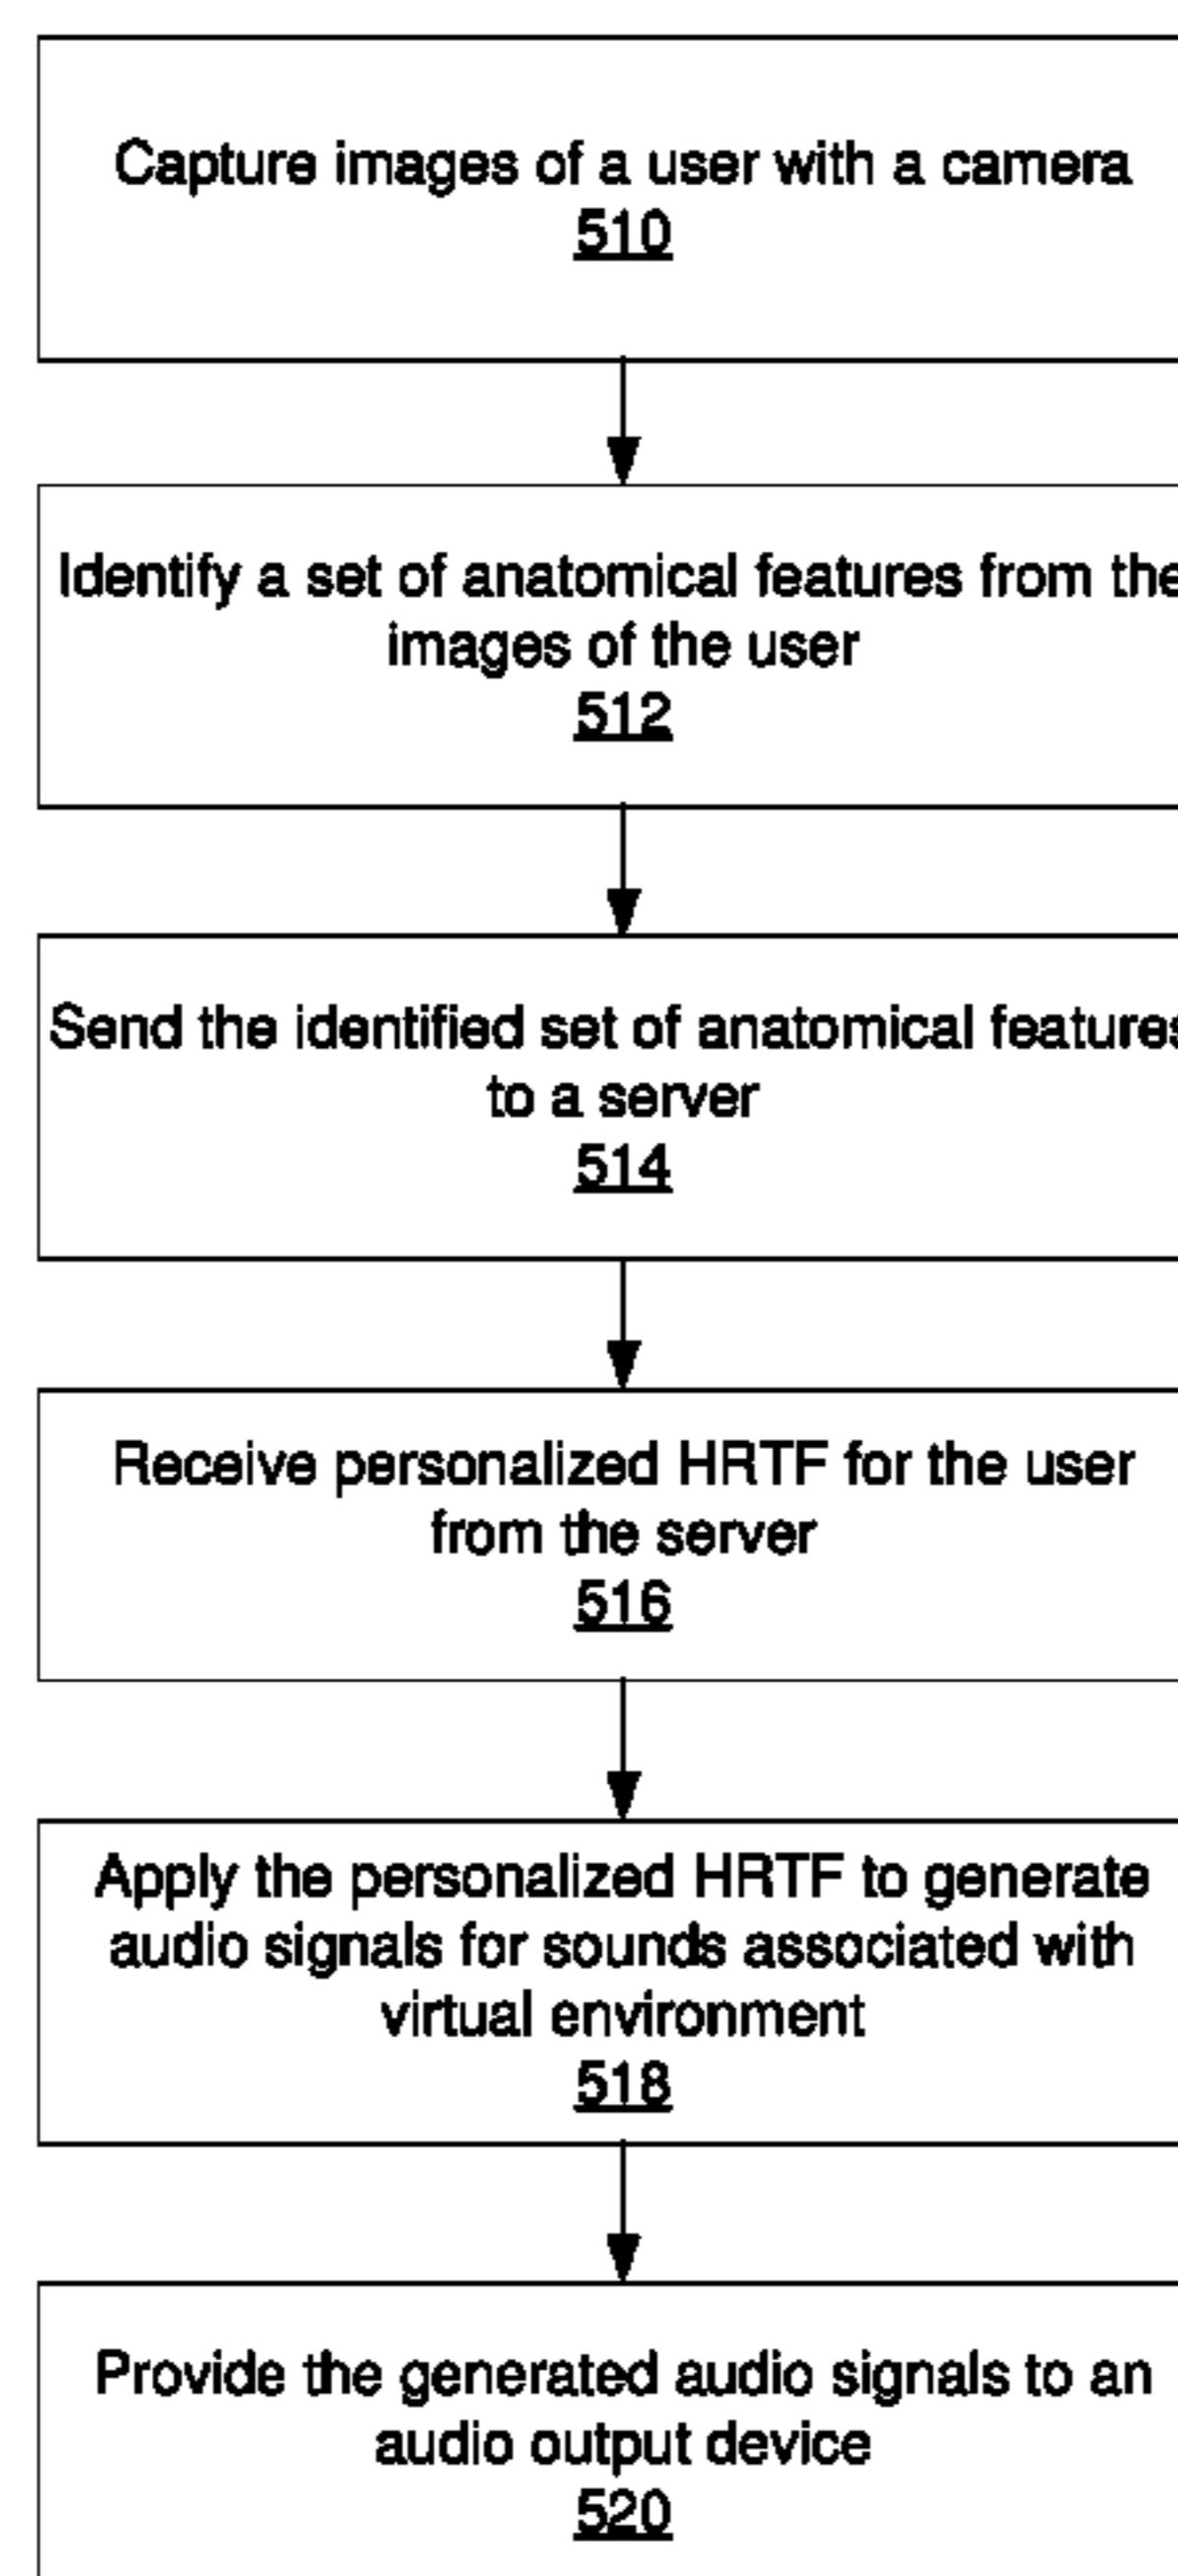 Capture images of a user with a camera
510
Identify a set of anatomical features from the
images of the user
512
Send the identified set of anatomical features
to a server
514
Receive personalized HRTF for the user
from the server
516
Apply the personalized HRTF to generate
audio signals for sounds associated with
virtual environment
518
Provide the generated audio signals to an
audio output device
520